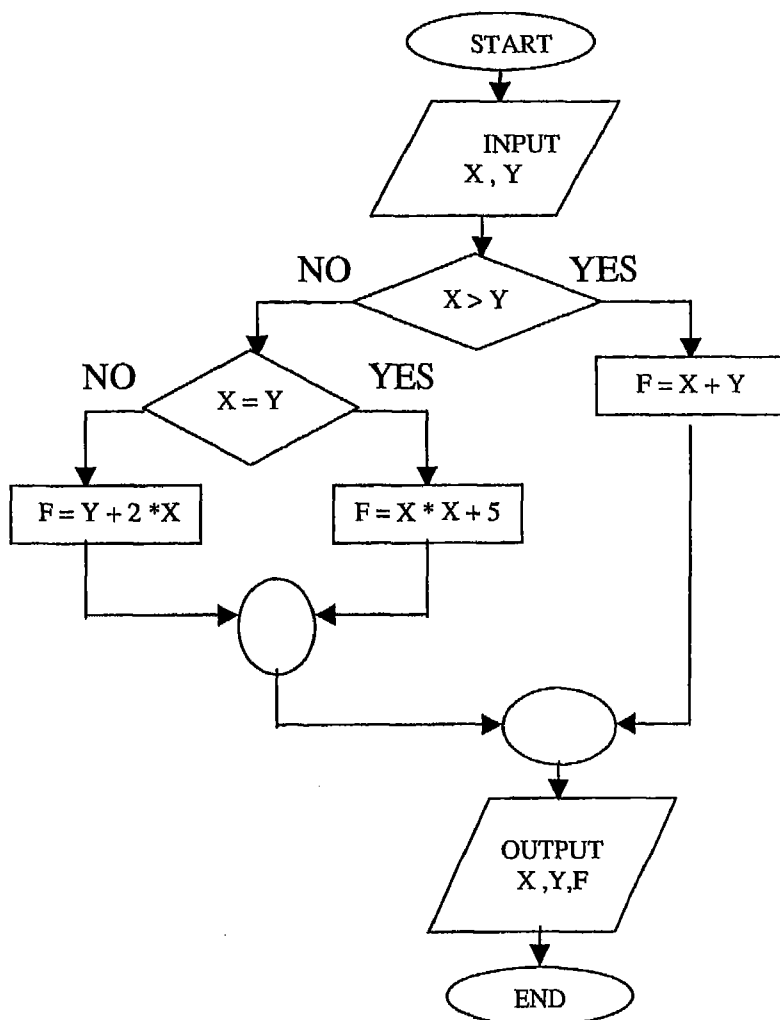 START
INPUT
X , Y
NO
YES
X > Y
NO
YES
F = X + Y
X = Y
F = Y + 2 *X
F = X * X + 5
OUTPUT
X ,Y,F
END